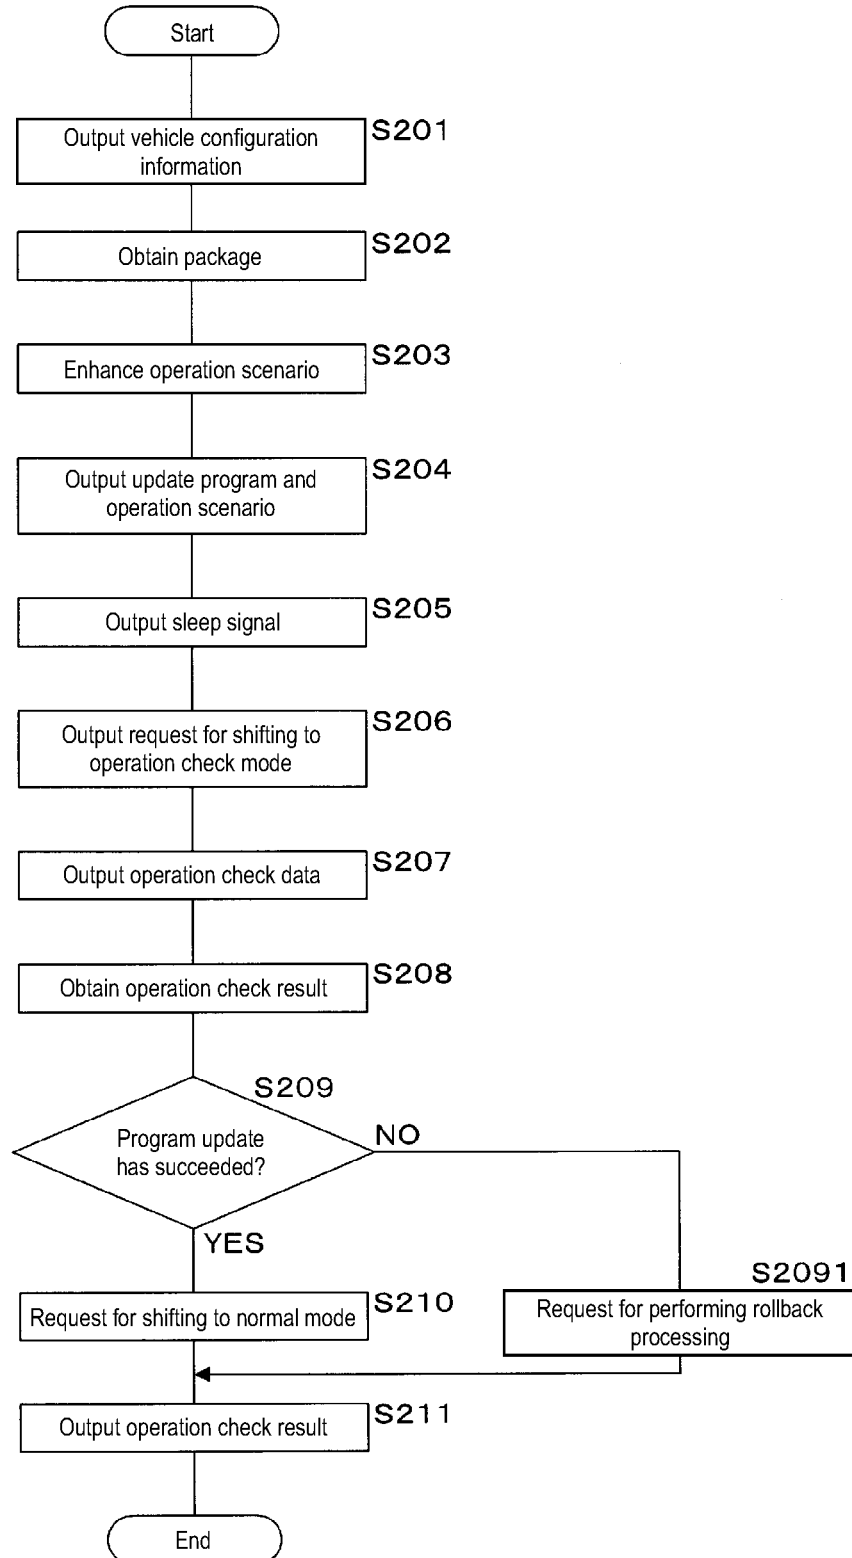 Start
S201
Output vehicle configuration
information
S202
Obtain package
S203
Enhance operation scenario
S204
Output update program and
operation scenario
S205
Output sleep signal
S206
Output request for shifting to
operation check mode
S207
Output operation check data
S208
Obtain operation check result
S209
Program update
has succeeded?
NO
YES
S210
Request for shifting to normal mode
S2091
Request for performing rollback
processing
S211
Output operation check result
End